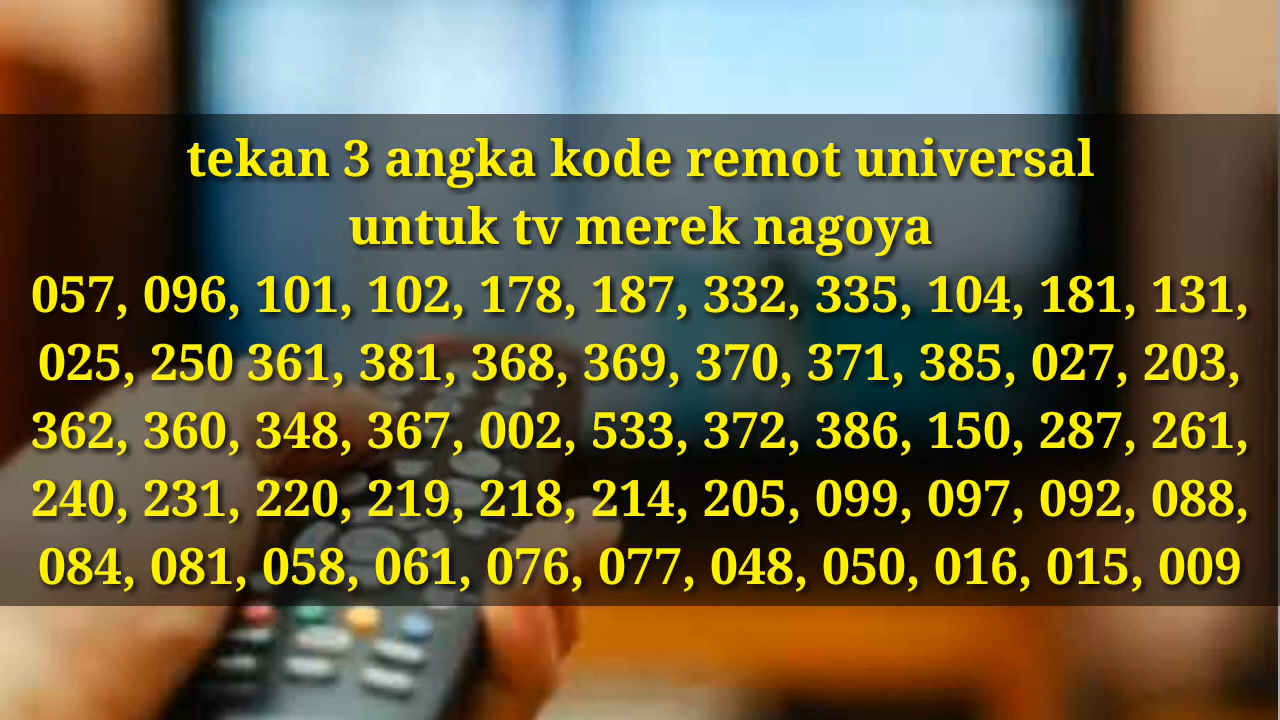 tekan 3 angka kode remot universal
untuk tv merek nagoya
057, 096, 101, 102, 178, 187, 332, 335, 104, 181, 131,
025, 250 361, 381, 368, 369, 370, 371, 385, 027, 203,
362, 360, 348, 367, 002, 533, 372, 386, 150, 287, 261,
240, 231, 220, 219, 218, 214, 205, 099, 097, 092, 088,
084, 081, 058, 061, 076, 077, 048, 050, 016, 015, 009